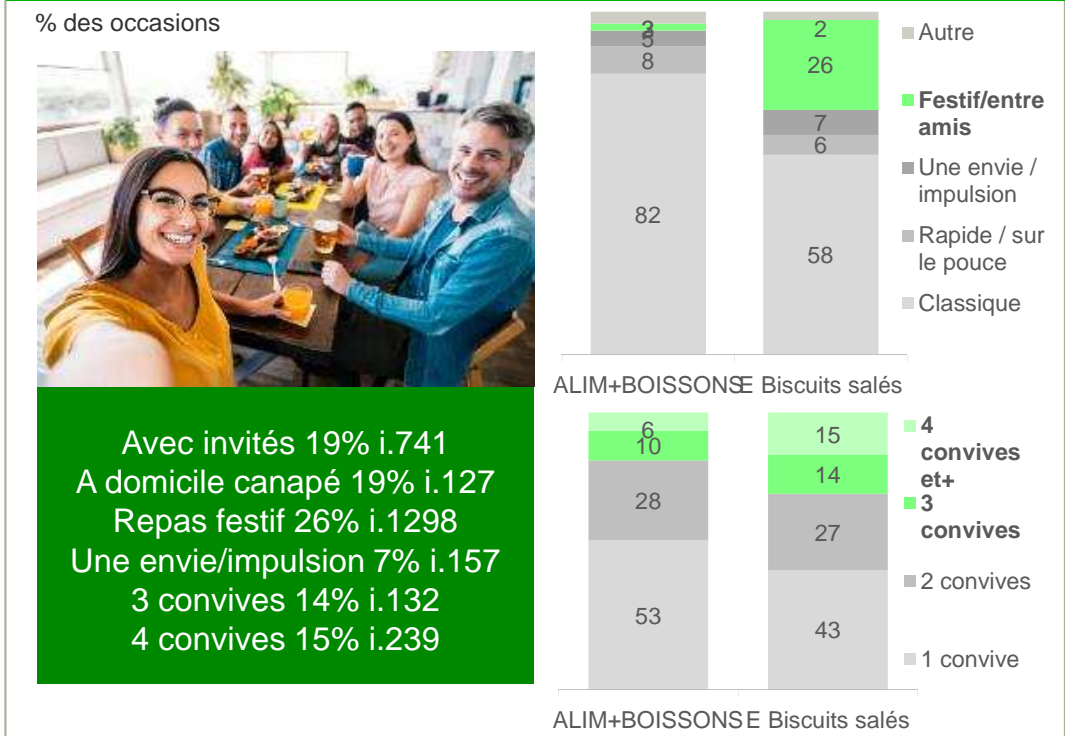 % des occasions
3
5
8
82
2
26
7
6
58
Autre
Festif/entre
amis
Une envie /
impulsion
Rapide / sur
le pouce
Classique
ALIM+BOISSONS
E Biscuits salés
Avec invités 19% i.741
A domicile canapé 19% i.127
Repas festif 26% i.1298
Une envie/impulsion 7% i.157
3 convives 14% i.132
4 convives 15% i.239
6
10
28
53
15
14
27
43
4
convives
et+
3
convives
2 convives
1 convive
ALIM+BOISSONS
E Biscuits salés